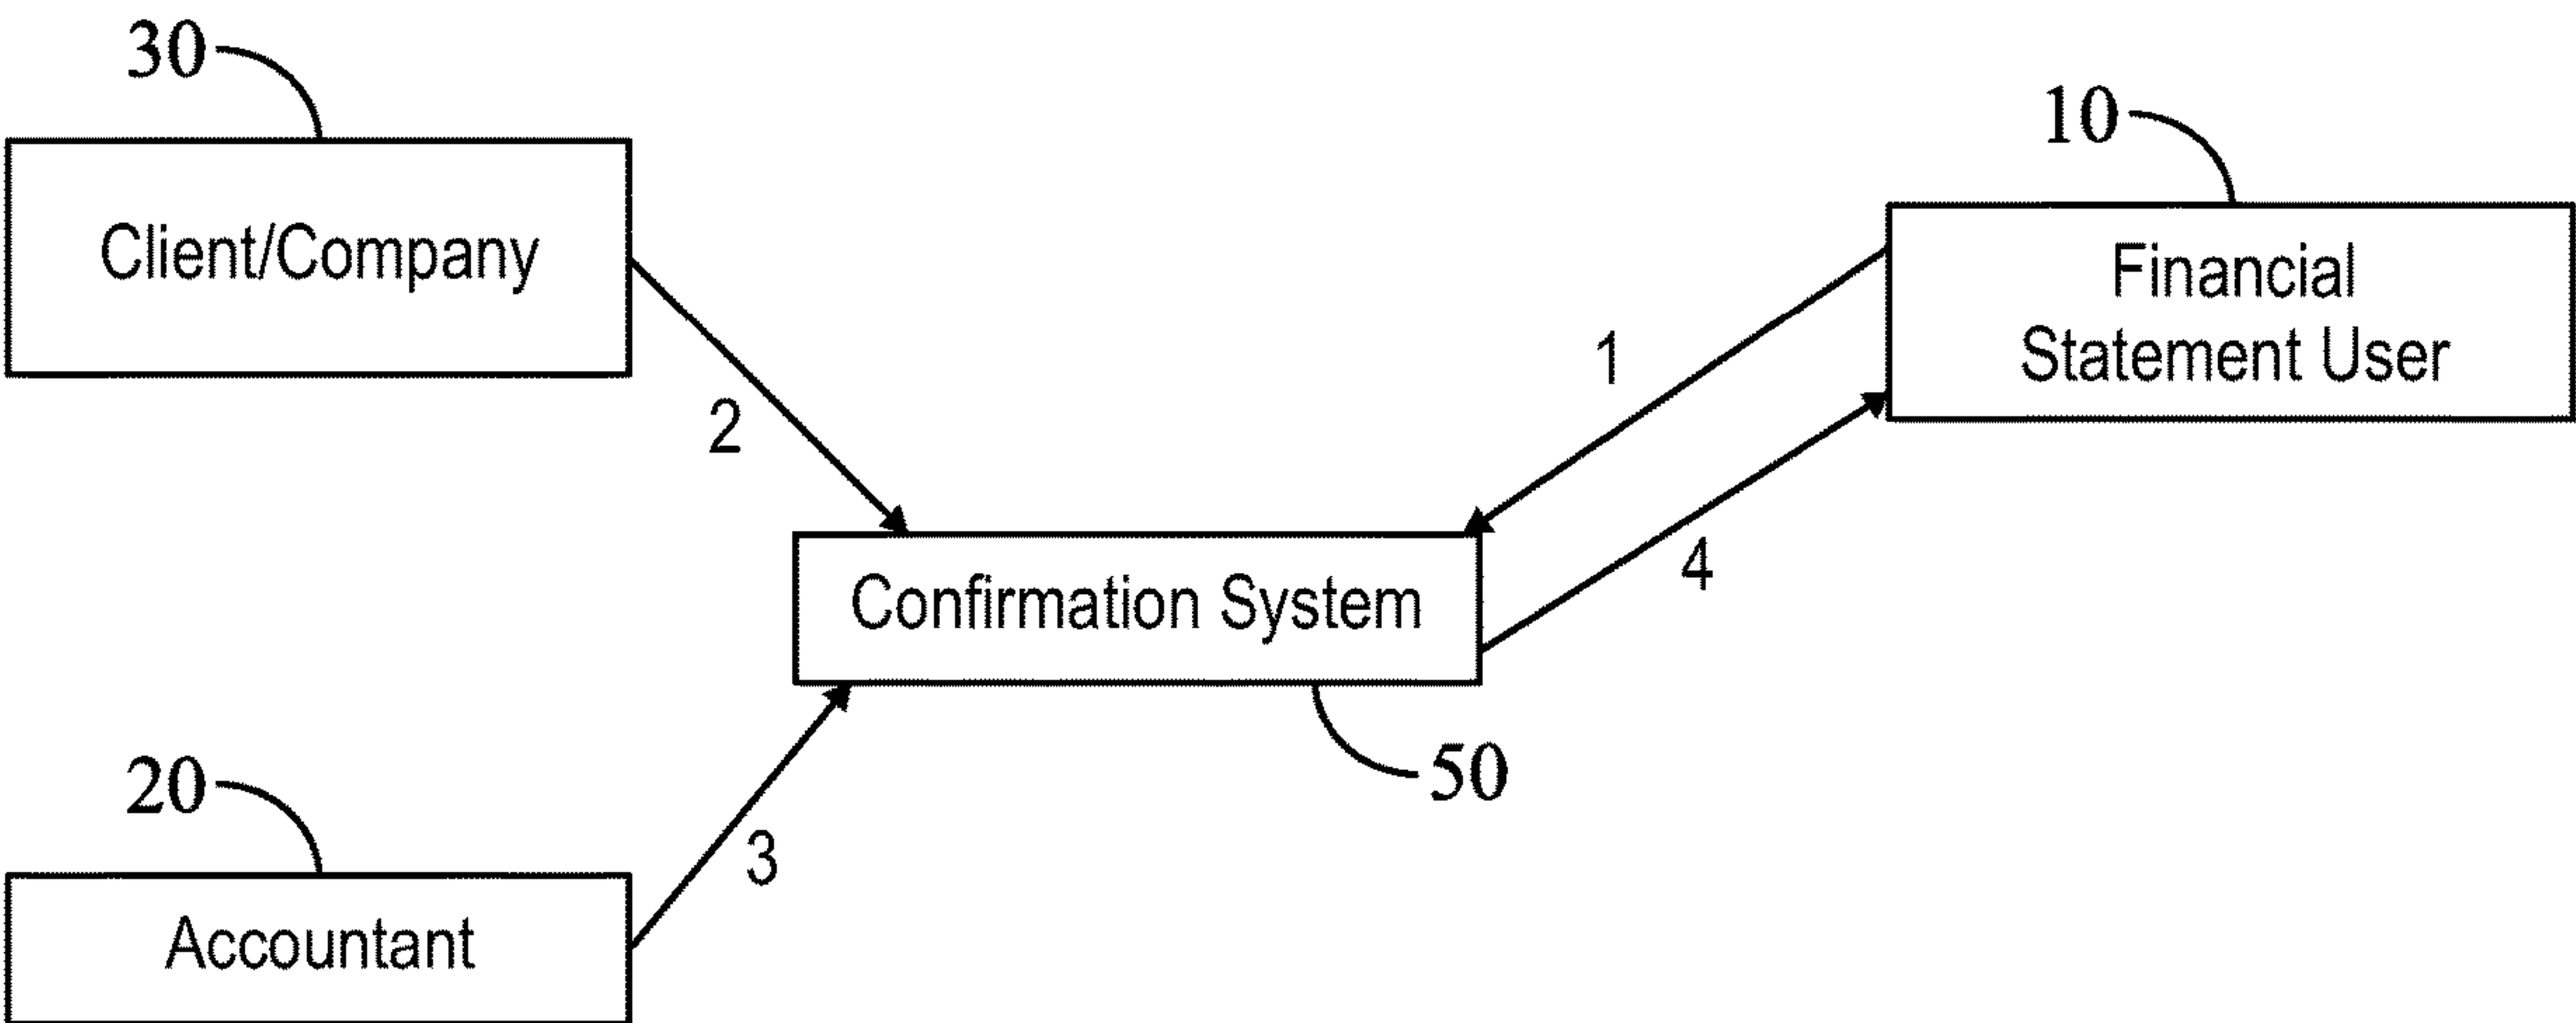 30
10
Client/Company
Financial
Statement User
1
2
4
Confirmation System
50
20
3
Accountant